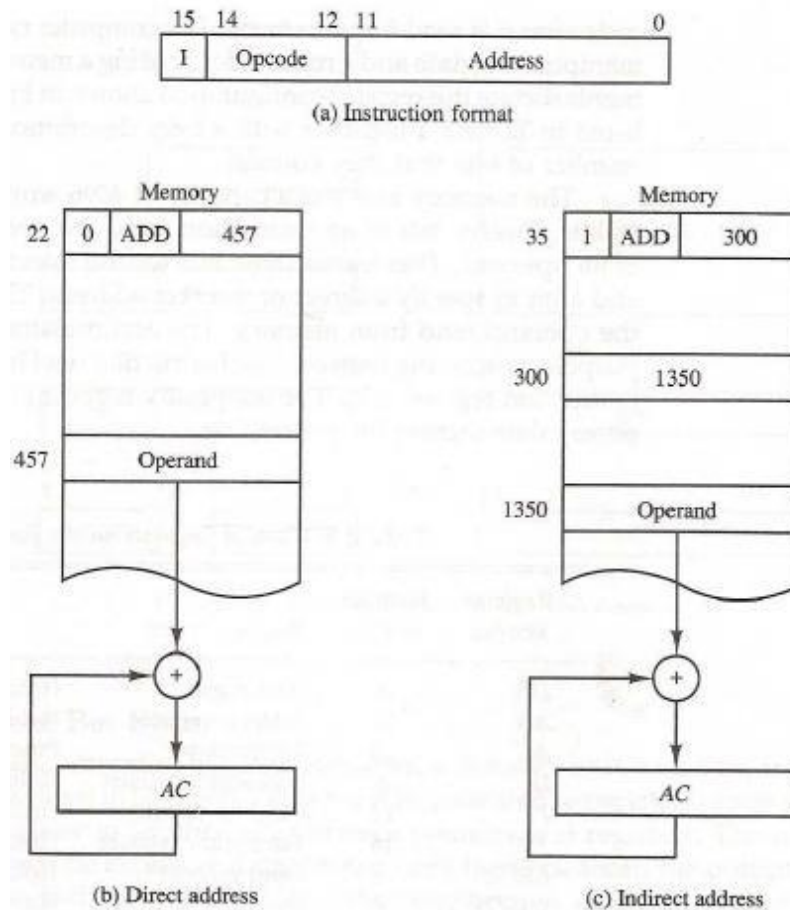 15 14 12 11 0
I Opcode Address
(a) Instruction format
Memory
22 0 ADD 457
457 Operand
+
AC
(b) Direct address
Memory
35 1 ADD 300
300 1350
1350 Operand
+
AC
(c) Indirect address